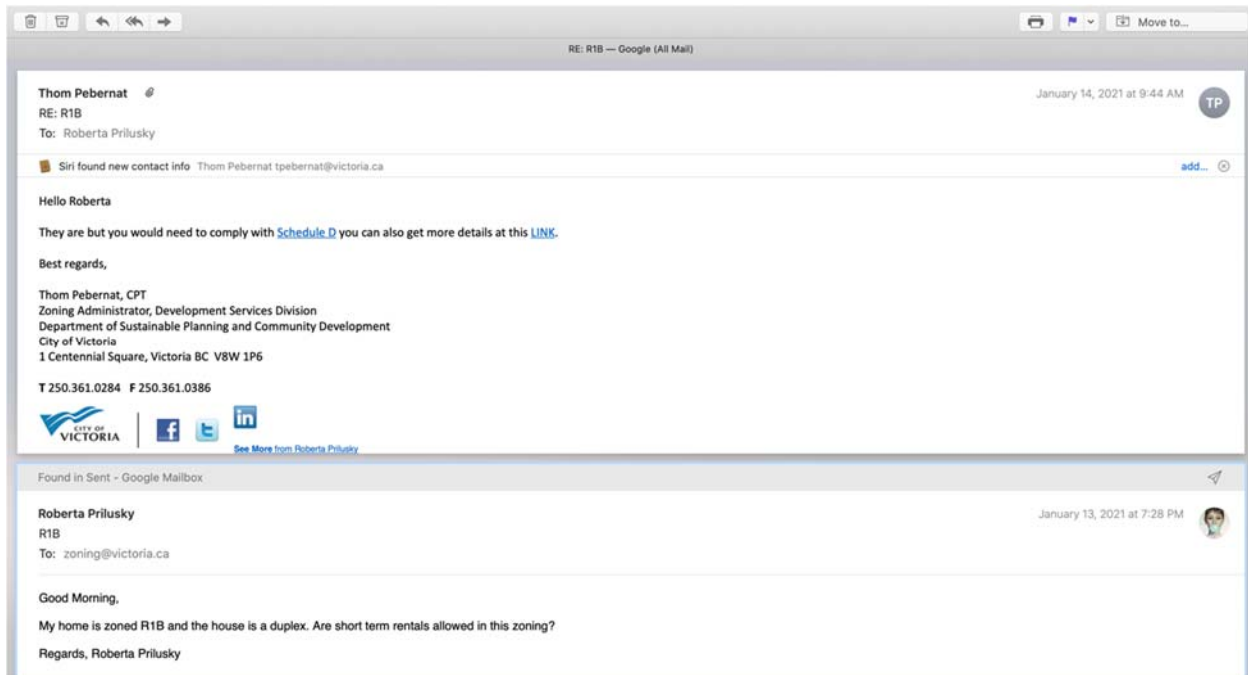 Move to...
RE: R1B — Google (All Mail)
Thom Pebernat
January 14, 2021 at 9:44 AM
TP
RE: R1B
To: Roberta Prilusky
Siri found new contact info Thom Pebernat tpebernat@victoria.ca
add...
Hello Roberta
They are but you would need to comply with Schedule D you can also get more details at this LINK.
Best regards,
Thom Pebernat, CPT
Zoning Administrator, Development Services Division
Department of Sustainable Planning and Community Development
City of Victoria
1 Centennial Square, Victoria BC V8W 1P6
T 250.361.0284 F 250.361.0386
CITY OF
VICTORIA
f
t
in
See More from Roberta Prilusky
Found in Sent - Google Mailbox
Roberta Prilusky
January 13, 2021 at 7:28 PM
R1B
To: zoning@victoria.ca
Good Morning,
My home is zoned R1B and the house is a duplex. Are short term rentals allowed in this zoning?
Regards, Roberta Prilusky